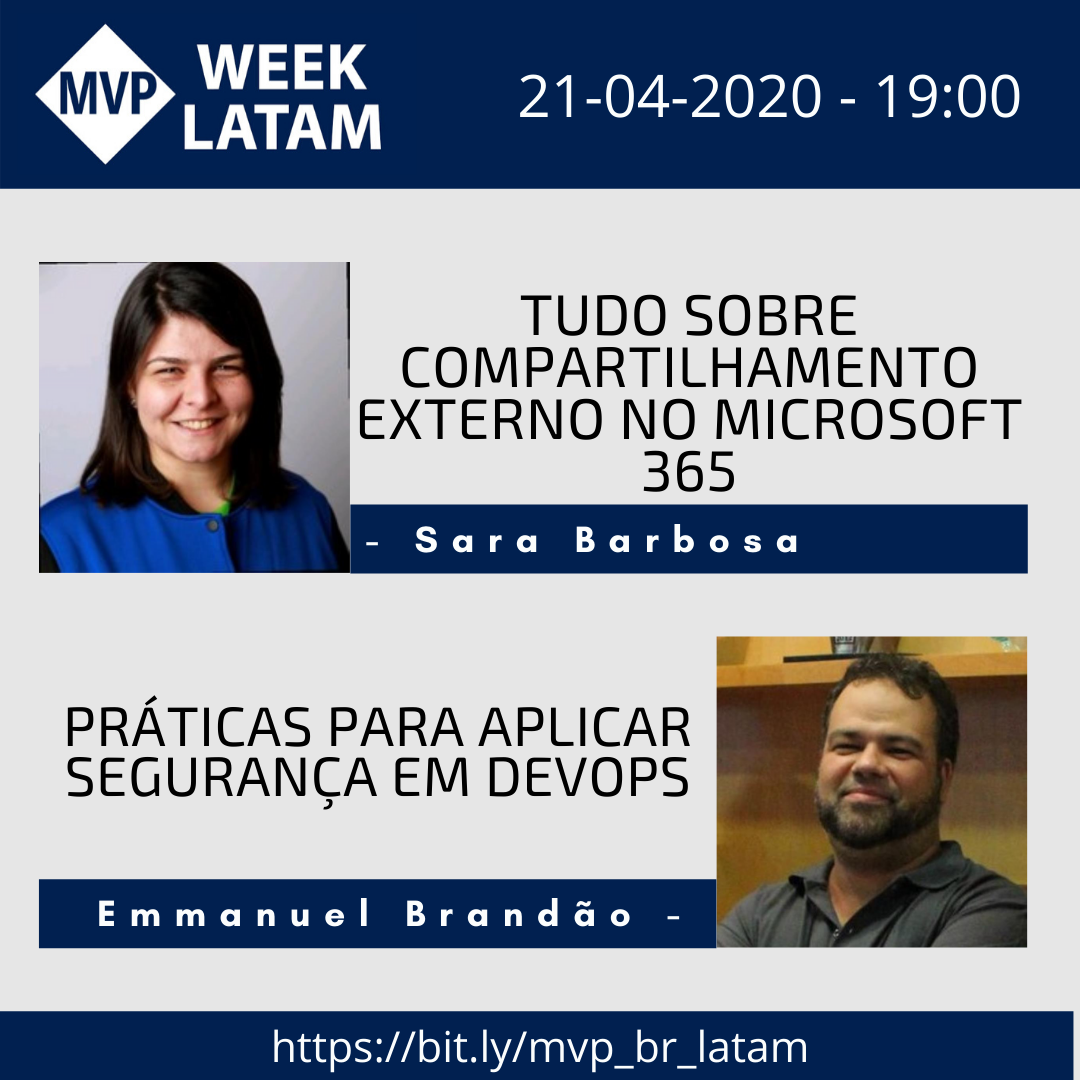 MVP
WEEK
LATAM
21-04-2020 - 19:00
TUDO SOBRE
COMPARTILHAMENTO
EXTERNO NO MICROSOFT
365
- Sara Barbosa
PRÁTICAS PARA APLICAR
SEGURANÇA EM DEVOPS
Emmanuel Brandão -
https://bit.ly/mvp_br_latam